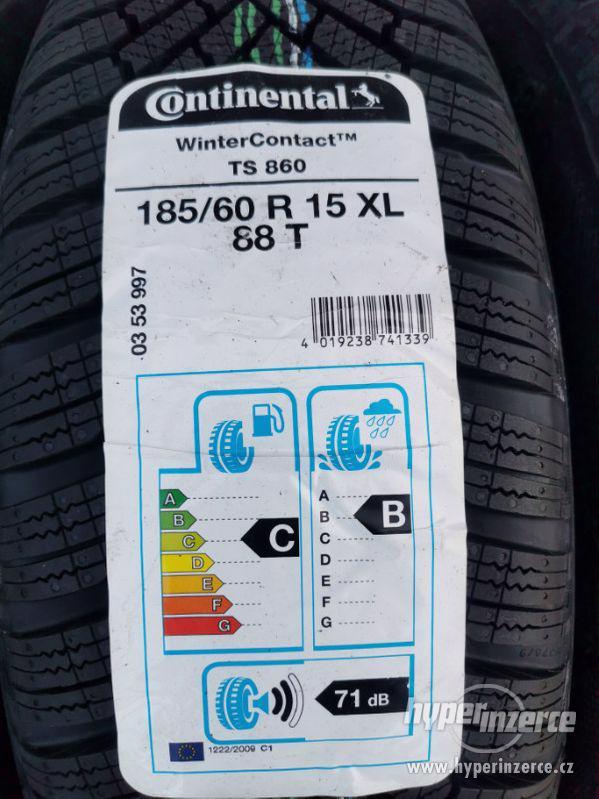 Continental
WinterContact™
TS 860
185/60 R 15 XL
88 T
03 53 997
4 019238 741339
A
B
C
D
E
F
G
C
A
B
C
D
E
F
G
B
71 dB
1222/2009 C1
hyperinzerce
www.hyperinzerce.cz